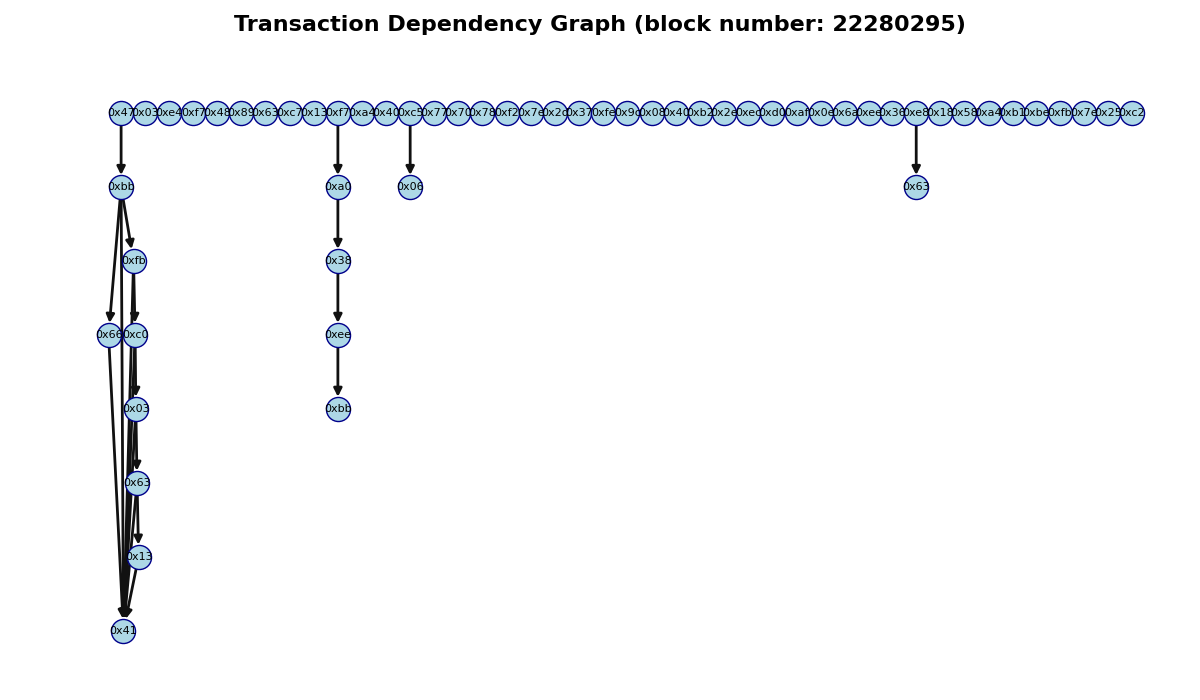 Transaction Dependency Graph (block number: 22280295)
0x47 0x03 0xe4 0xf7 0x48 0x89 0x63 0xc7 0x13 0xf7 0xa4 0x40 0xc5 0x77 0x70 0x78 0xf2 0x7e 0x2c 0x37 0xfe 0x9c 0x08 0x40 0xb2 0x2e 0xec 0xd0 0xaf 0x0e 0x6a 0xee 0x36 0xe8 0x18 0x58 0xa4 0xb1 0xbe 0xfb 0x7e 0x25 0xc2
0xbb 0xa0 0x06 0x63
0xfb 0x38
0x66 0xc0 0xee
0x03 0xbb
0x63
0x13
0x41